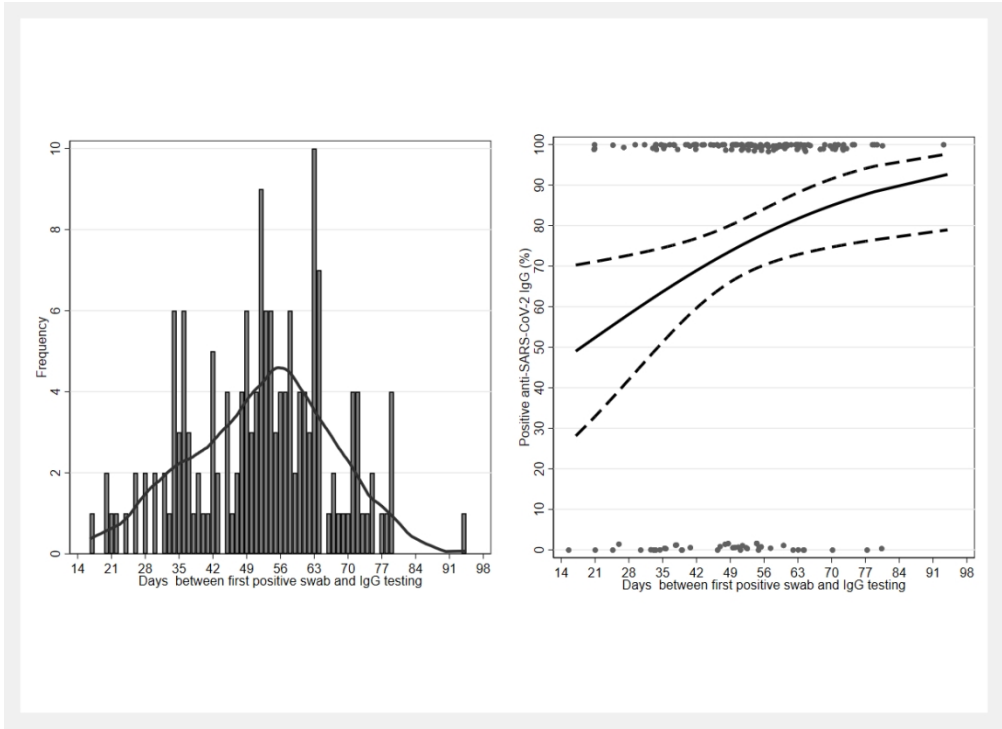 10
8
6
4
2
0
Frequency
14 21 28 35 42 49 56 63 70 77 84 91 98
Days between first positive swab and IgG testing
100
90
80
70
60
50
40
30
20
10
0
Positive anti-SARS-CoV-2 IgG (%)
14 21 28 35 42 49 56 63 70 77 84 91 98
Days between first positive swab and IgG testing